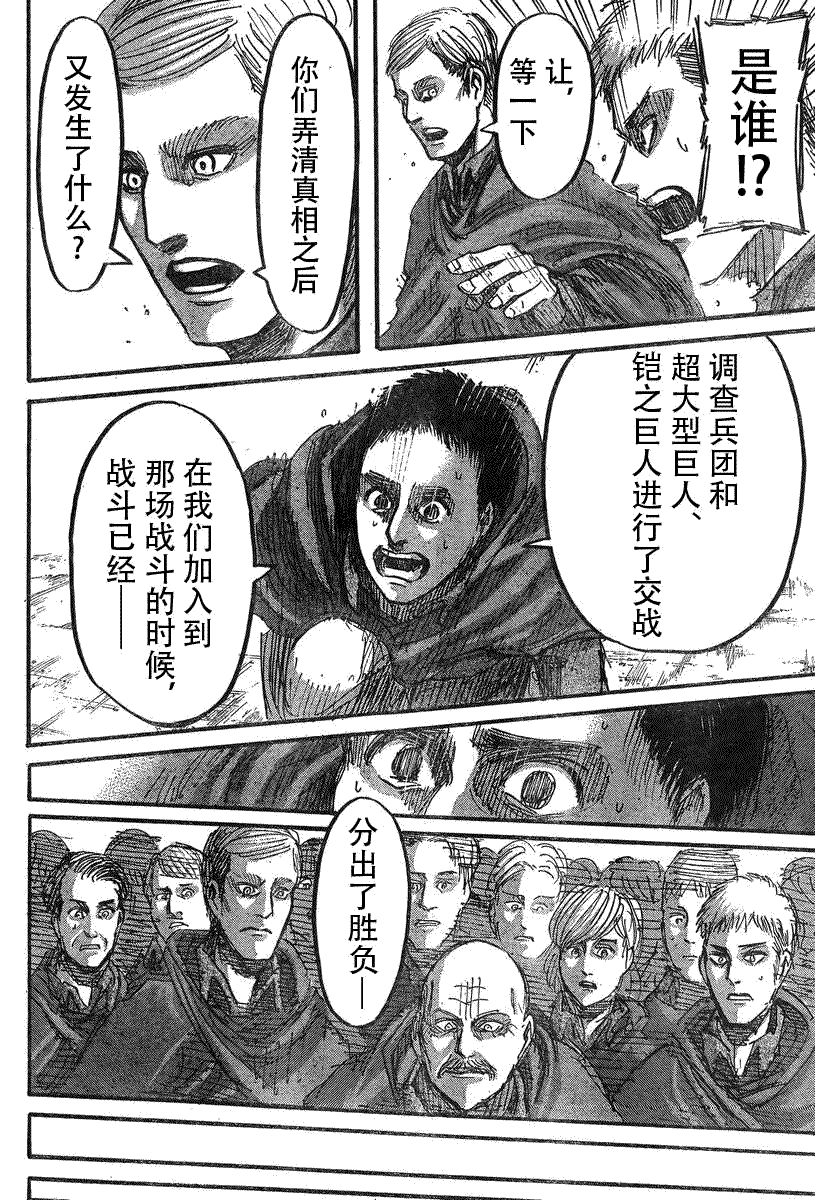 是谁!?
让,
等一下
你们弄清真相之后
又发生了什么?
调查兵团和
超大型巨人、
铠之巨人进行了交战
在我们加入到
那场战斗的时候,
战斗已经——
分出了胜负—